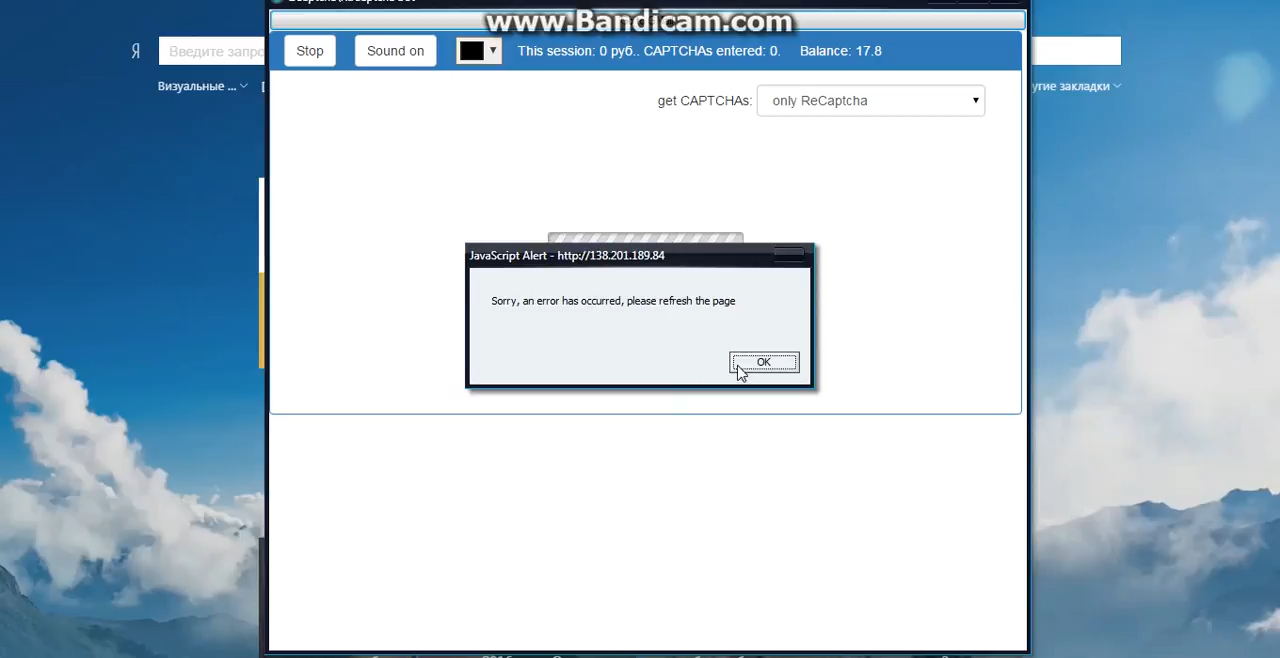 www.Bandicam.com
Я
Введите запро
Stop
Sound on
This session: 0 руб.. CAPTCHAs entered: 0.
Balance: 17.8
Визуальные ...
угие закладки
get CAPTCHAs:
only ReCaptcha
JavaScript Alert - http://138.201.189.84
Sorry, an error has occurred, please refresh the page
OK